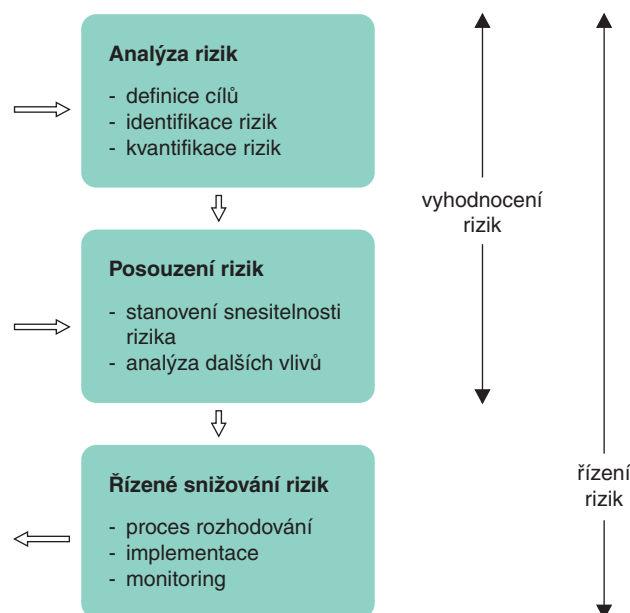 Analýza rizik
- definice cílů
- identifikace rizik
- kvantifikace rizik
vyhodnocení
rizik
Posouzení rizik
- stanovení snesitelnosti
rizika
- analýza dalších vlivů
Řízené snižování rizik
- proces rozhodování
- implementace
- monitoring
řízení
rizik